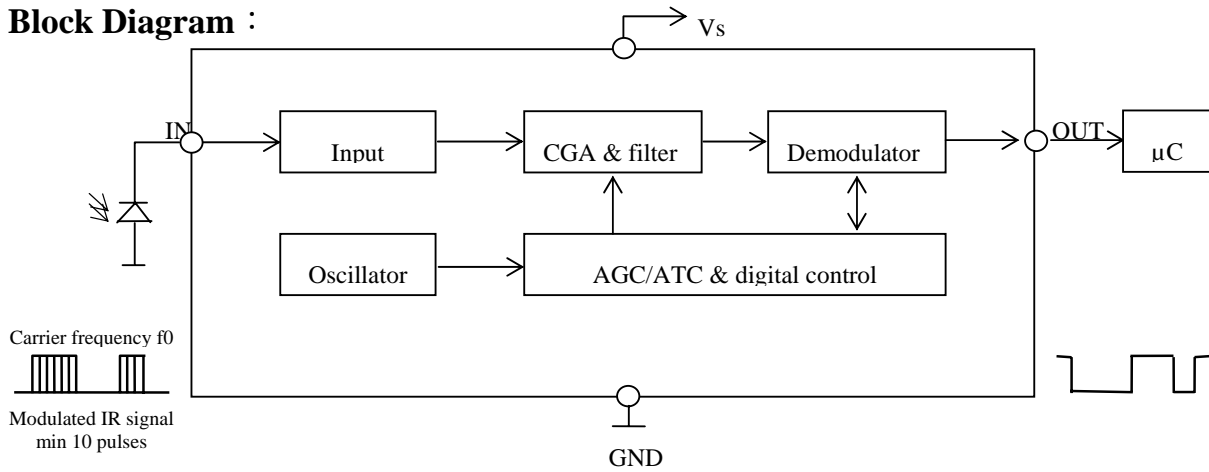 Block Diagram：
Vs
IN
Input
CGA & filter
Demodulator
OUT
µC
Oscillator
AGC/ATC & digital control
Carrier frequency f0
Modulated IR signal
min 10 pulses
GND